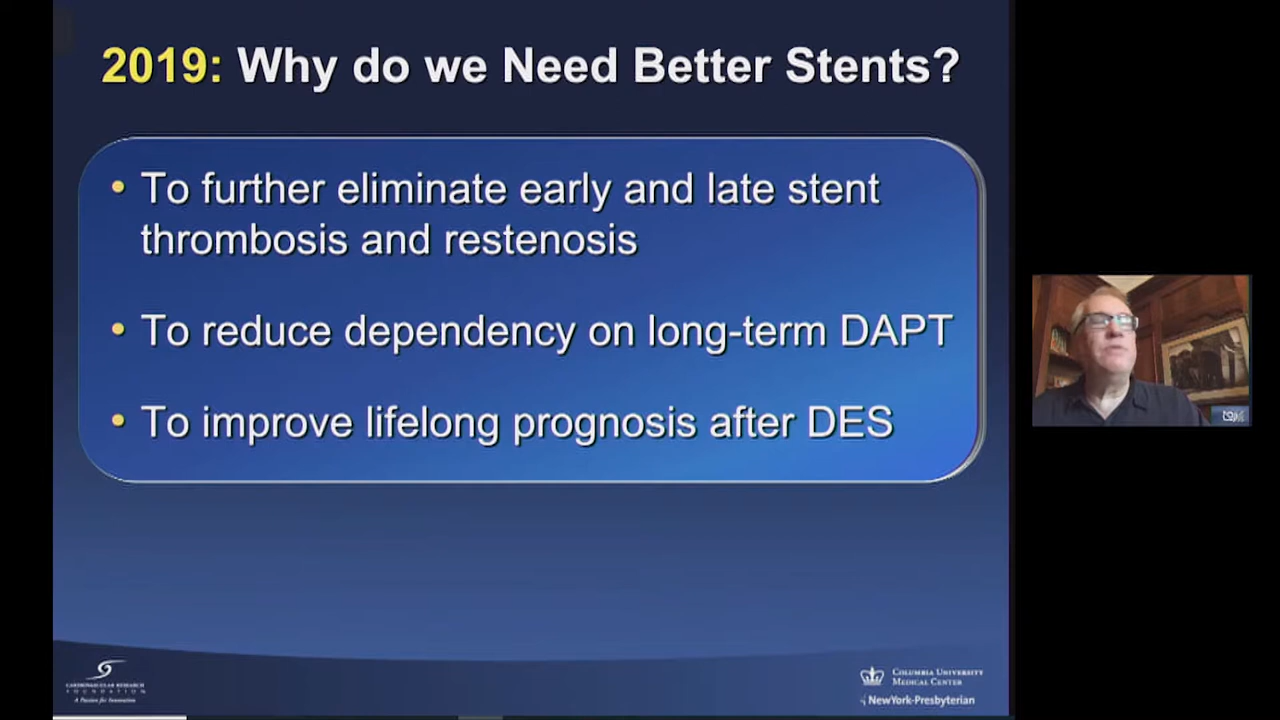 2019: Why do we Need Better Stents?
• To further eliminate early and late stent
thrombosis and restenosis
• To reduce dependency on long-term DAPT
• To improve lifelong prognosis after DES
CARDIOVASCULAR RESEARCH
FOUNDATION
A Passion for Innovation
COLUMBIA UNIVERSITY
MEDICAL CENTER
NewYork-Presbyterian